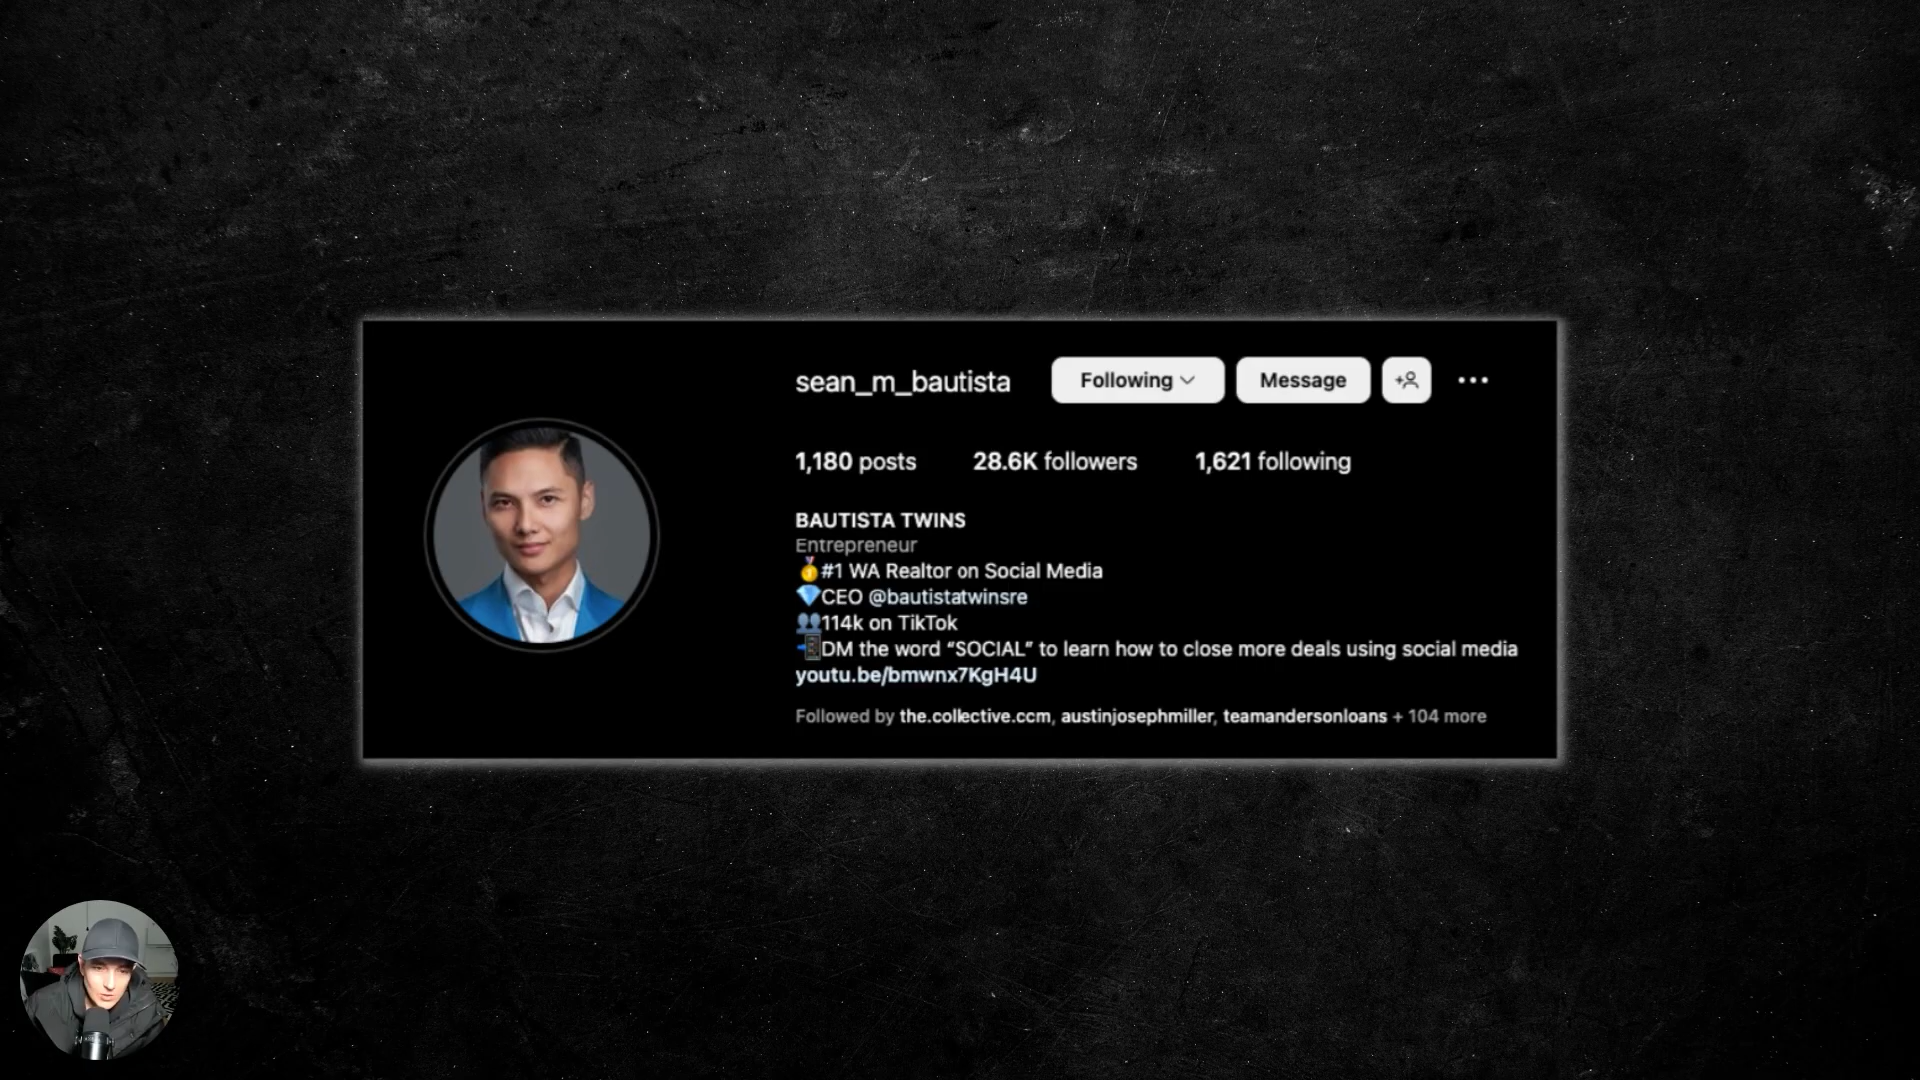 sean_m_bautista Following Message
1,180 posts 28.6K followers 1,621 following
BAUTISTA TWINS
Entrepreneur
🥇#1 WA Realtor on Social Media
💎CEO @bautistatwinsre
👥114k on TikTok
📲DM the word “SOCIAL” to learn how to close more deals using social media
youtu.be/bmwnx7KgH4U
Followed by the.collective.ccm, austinjosephmiller, teamandersonloans + 104 more